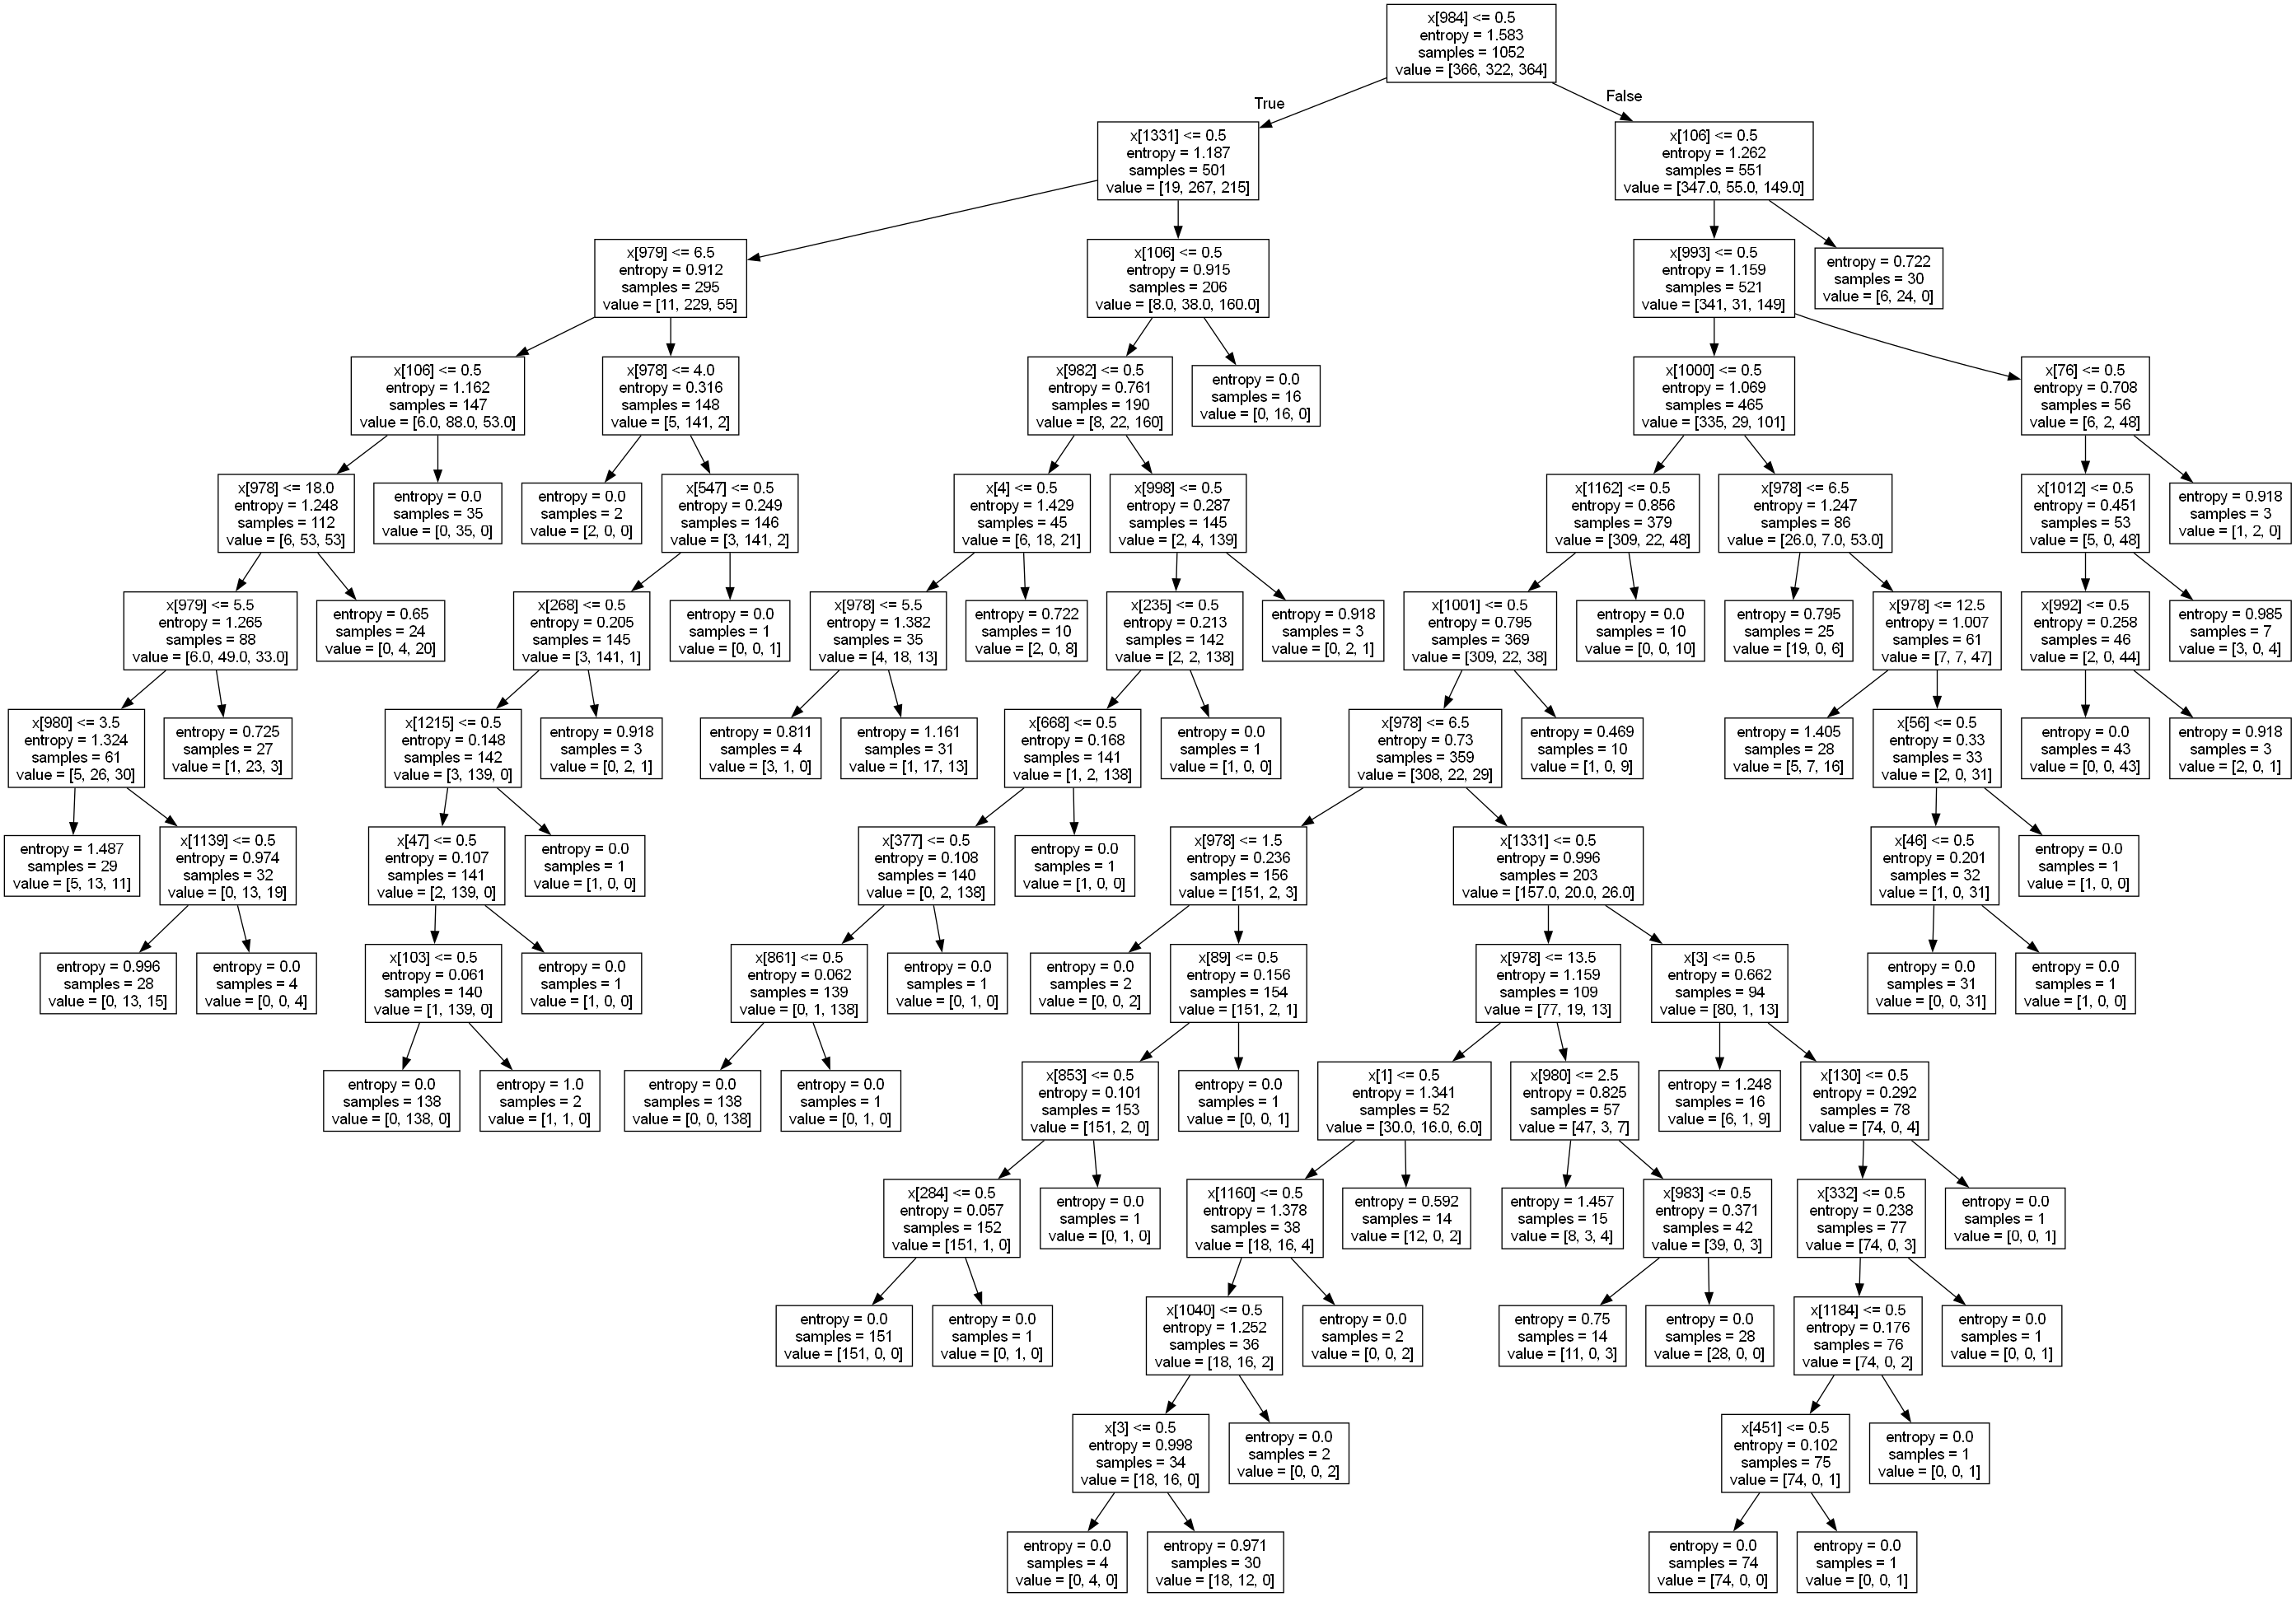 x[984] <= 0.5
entropy = 1.583
samples = 1052
value = [366, 322, 364]
True
False
x[1331] <= 0.5
entropy = 1.187
samples = 501
value = [19, 267, 215]
x[106] <= 0.5
entropy = 1.262
samples = 551
value = [347.0, 55.0, 149.0]
x[979] <= 6.5
entropy = 0.912
samples = 295
value = [11, 229, 55]
x[106] <= 0.5
entropy = 0.915
samples = 206
value = [8.0, 38.0, 160.0]
x[993] <= 0.5
entropy = 1.159
samples = 521
value = [341, 31, 149]
entropy = 0.722
samples = 30
value = [6, 24, 0]
x[106] <= 0.5
entropy = 1.162
samples = 147
value = [6.0, 88.0, 53.0]
x[978] <= 4.0
entropy = 0.316
samples = 148
value = [5, 141, 2]
x[982] <= 0.5
entropy = 0.761
samples = 190
value = [8, 22, 160]
entropy = 0.0
samples = 16
value = [0, 16, 0]
x[1000] <= 0.5
entropy = 1.069
samples = 465
value = [335, 29, 101]
x[76] <= 0.5
entropy = 0.708
samples = 56
value = [6, 2, 48]
x[978] <= 18.0
entropy = 1.248
samples = 112
value = [6, 53, 53]
entropy = 0.0
samples = 35
value = [0, 35, 0]
entropy = 0.0
samples = 2
value = [2, 0, 0]
x[547] <= 0.5
entropy = 0.249
samples = 146
value = [3, 141, 2]
x[4] <= 0.5
entropy = 1.429
samples = 45
value = [6, 18, 21]
x[998] <= 0.5
entropy = 0.287
samples = 145
value = [2, 4, 139]
x[1162] <= 0.5
entropy = 0.856
samples = 379
value = [309, 22, 48]
x[978] <= 6.5
entropy = 1.247
samples = 86
value = [26.0, 7.0, 53.0]
x[1012] <= 0.5
entropy = 0.451
samples = 53
value = [5, 0, 48]
entropy = 0.918
samples = 3
value = [1, 2, 0]
x[979] <= 5.5
entropy = 1.265
samples = 88
value = [6.0, 49.0, 33.0]
entropy = 0.65
samples = 24
value = [0, 4, 20]
x[268] <= 0.5
entropy = 0.205
samples = 145
value = [3, 141, 1]
entropy = 0.0
samples = 1
value = [0, 0, 1]
x[978] <= 5.5
entropy = 1.382
samples = 35
value = [4, 18, 13]
entropy = 0.722
samples = 10
value = [2, 0, 8]
x[235] <= 0.5
entropy = 0.213
samples = 142
value = [2, 2, 138]
entropy = 0.918
samples = 3
value = [0, 2, 1]
x[1001] <= 0.5
entropy = 0.795
samples = 369
value = [309, 22, 38]
entropy = 0.0
samples = 10
value = [0, 0, 10]
entropy = 0.795
samples = 25
value = [19, 0, 6]
x[978] <= 12.5
entropy = 1.007
samples = 61
value = [7, 7, 47]
x[992] <= 0.5
entropy = 0.258
samples = 46
value = [2, 0, 44]
entropy = 0.985
samples = 7
value = [3, 0, 4]
x[980] <= 3.5
entropy = 1.324
samples = 61
value = [5, 26, 30]
entropy = 0.725
samples = 27
value = [1, 23, 3]
x[1215] <= 0.5
entropy = 0.148
samples = 142
value = [3, 139, 0]
entropy = 0.918
samples = 3
value = [0, 2, 1]
entropy = 0.811
samples = 4
value = [3, 1, 0]
entropy = 1.161
samples = 31
value = [1, 17, 13]
x[668] <= 0.5
entropy = 0.168
samples = 141
value = [1, 2, 138]
entropy = 0.0
samples = 1
value = [1, 0, 0]
x[978] <= 6.5
entropy = 0.73
samples = 359
value = [308, 22, 29]
entropy = 0.469
samples = 10
value = [1, 0, 9]
entropy = 1.405
samples = 28
value = [5, 7, 16]
x[56] <= 0.5
entropy = 0.33
samples = 33
value = [2, 0, 31]
entropy = 0.0
samples = 43
value = [0, 0, 43]
entropy = 0.918
samples = 3
value = [2, 0, 1]
entropy = 1.487
samples = 29
value = [5, 13, 11]
x[1139] <= 0.5
entropy = 0.974
samples = 32
value = [0, 13, 19]
x[47] <= 0.5
entropy = 0.107
samples = 141
value = [2, 139, 0]
entropy = 0.0
samples = 1
value = [1, 0, 0]
x[377] <= 0.5
entropy = 0.108
samples = 140
value = [0, 2, 138]
entropy = 0.0
samples = 1
value = [1, 0, 0]
x[978] <= 1.5
entropy = 0.236
samples = 156
value = [151, 2, 3]
x[1331] <= 0.5
entropy = 0.996
samples = 203
value = [157.0, 20.0, 26.0]
x[46] <= 0.5
entropy = 0.201
samples = 32
value = [1, 0, 31]
entropy = 0.0
samples = 1
value = [1, 0, 0]
entropy = 0.996
samples = 28
value = [0, 13, 15]
entropy = 0.0
samples = 4
value = [0, 0, 4]
x[103] <= 0.5
entropy = 0.061
samples = 140
value = [1, 139, 0]
entropy = 0.0
samples = 1
value = [1, 0, 0]
x[861] <= 0.5
entropy = 0.062
samples = 139
value = [0, 1, 138]
entropy = 0.0
samples = 1
value = [0, 1, 0]
entropy = 0.0
samples = 2
value = [0, 0, 2]
x[89] <= 0.5
entropy = 0.156
samples = 154
value = [151, 2, 1]
x[978] <= 13.5
entropy = 1.159
samples = 109
value = [77, 19, 13]
x[3] <= 0.5
entropy = 0.662
samples = 94
value = [80, 1, 13]
entropy = 0.0
samples = 31
value = [0, 0, 31]
entropy = 0.0
samples = 1
value = [1, 0, 0]
entropy = 0.0
samples = 138
value = [0, 138, 0]
entropy = 1.0
samples = 2
value = [1, 1, 0]
entropy = 0.0
samples = 138
value = [0, 0, 138]
entropy = 0.0
samples = 1
value = [0, 1, 0]
x[853] <= 0.5
entropy = 0.101
samples = 153
value = [151, 2, 0]
entropy = 0.0
samples = 1
value = [0, 0, 1]
x[1] <= 0.5
entropy = 1.341
samples = 52
value = [30.0, 16.0, 6.0]
x[980] <= 2.5
entropy = 0.825
samples = 57
value = [47, 3, 7]
entropy = 1.248
samples = 16
value = [6, 1, 9]
x[130] <= 0.5
entropy = 0.292
samples = 78
value = [74, 0, 4]
x[284] <= 0.5
entropy = 0.057
samples = 152
value = [151, 1, 0]
entropy = 0.0
samples = 1
value = [0, 1, 0]
x[1160] <= 0.5
entropy = 1.378
samples = 38
value = [18, 16, 4]
entropy = 0.592
samples = 14
value = [12, 0, 2]
entropy = 1.457
samples = 15
value = [8, 3, 4]
x[983] <= 0.5
entropy = 0.371
samples = 42
value = [39, 0, 3]
x[332] <= 0.5
entropy = 0.238
samples = 77
value = [74, 0, 3]
entropy = 0.0
samples = 1
value = [0, 0, 1]
entropy = 0.0
samples = 151
value = [151, 0, 0]
entropy = 0.0
samples = 1
value = [0, 1, 0]
x[1040] <= 0.5
entropy = 1.252
samples = 36
value = [18, 16, 2]
entropy = 0.0
samples = 2
value = [0, 0, 2]
entropy = 0.75
samples = 14
value = [11, 0, 3]
entropy = 0.0
samples = 28
value = [28, 0, 0]
x[1184] <= 0.5
entropy = 0.176
samples = 76
value = [74, 0, 2]
entropy = 0.0
samples = 1
value = [0, 0, 1]
x[3] <= 0.5
entropy = 0.998
samples = 34
value = [18, 16, 0]
entropy = 0.0
samples = 2
value = [0, 0, 2]
x[451] <= 0.5
entropy = 0.102
samples = 75
value = [74, 0, 1]
entropy = 0.0
samples = 1
value = [0, 0, 1]
entropy = 0.0
samples = 4
value = [0, 4, 0]
entropy = 0.971
samples = 30
value = [18, 12, 0]
entropy = 0.0
samples = 74
value = [74, 0, 0]
entropy = 0.0
samples = 1
value = [0, 0, 1]